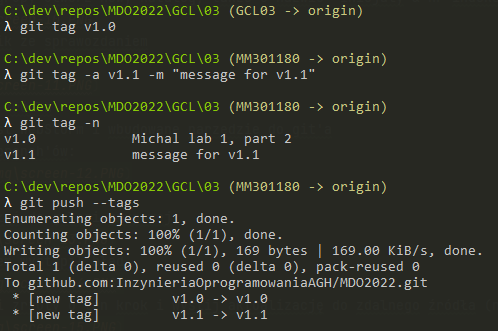 C:\dev\repos\MDO2022\GCL\03 (GCL03 -> origin)
λ git tag v1.0
C:\dev\repos\MDO2022\GCL\03 (MM301180 -> origin)
λ git tag -a v1.1 -m "message for v1.1"
C:\dev\repos\MDO2022\GCL\03 (MM301180 -> origin)
λ git tag -n
v1.0 Michal lab 1, part 2
v1.1 message for v1.1
C:\dev\repos\MDO2022\GCL\03 (MM301180 -> origin)
λ git push --tags
Enumerating objects: 1, done.
Counting objects: 100% (1/1), done.
Writing objects: 100% (1/1), 169 bytes | 169.00 KiB/s, done.
Total 1 (delta 0), reused 0 (delta 0), pack-reused 0
To github.com:InzynieriaOprogramowaniaAGH/MDO2022.git
* [new tag] v1.0 -> v1.0
* [new tag] v1.1 -> v1.1